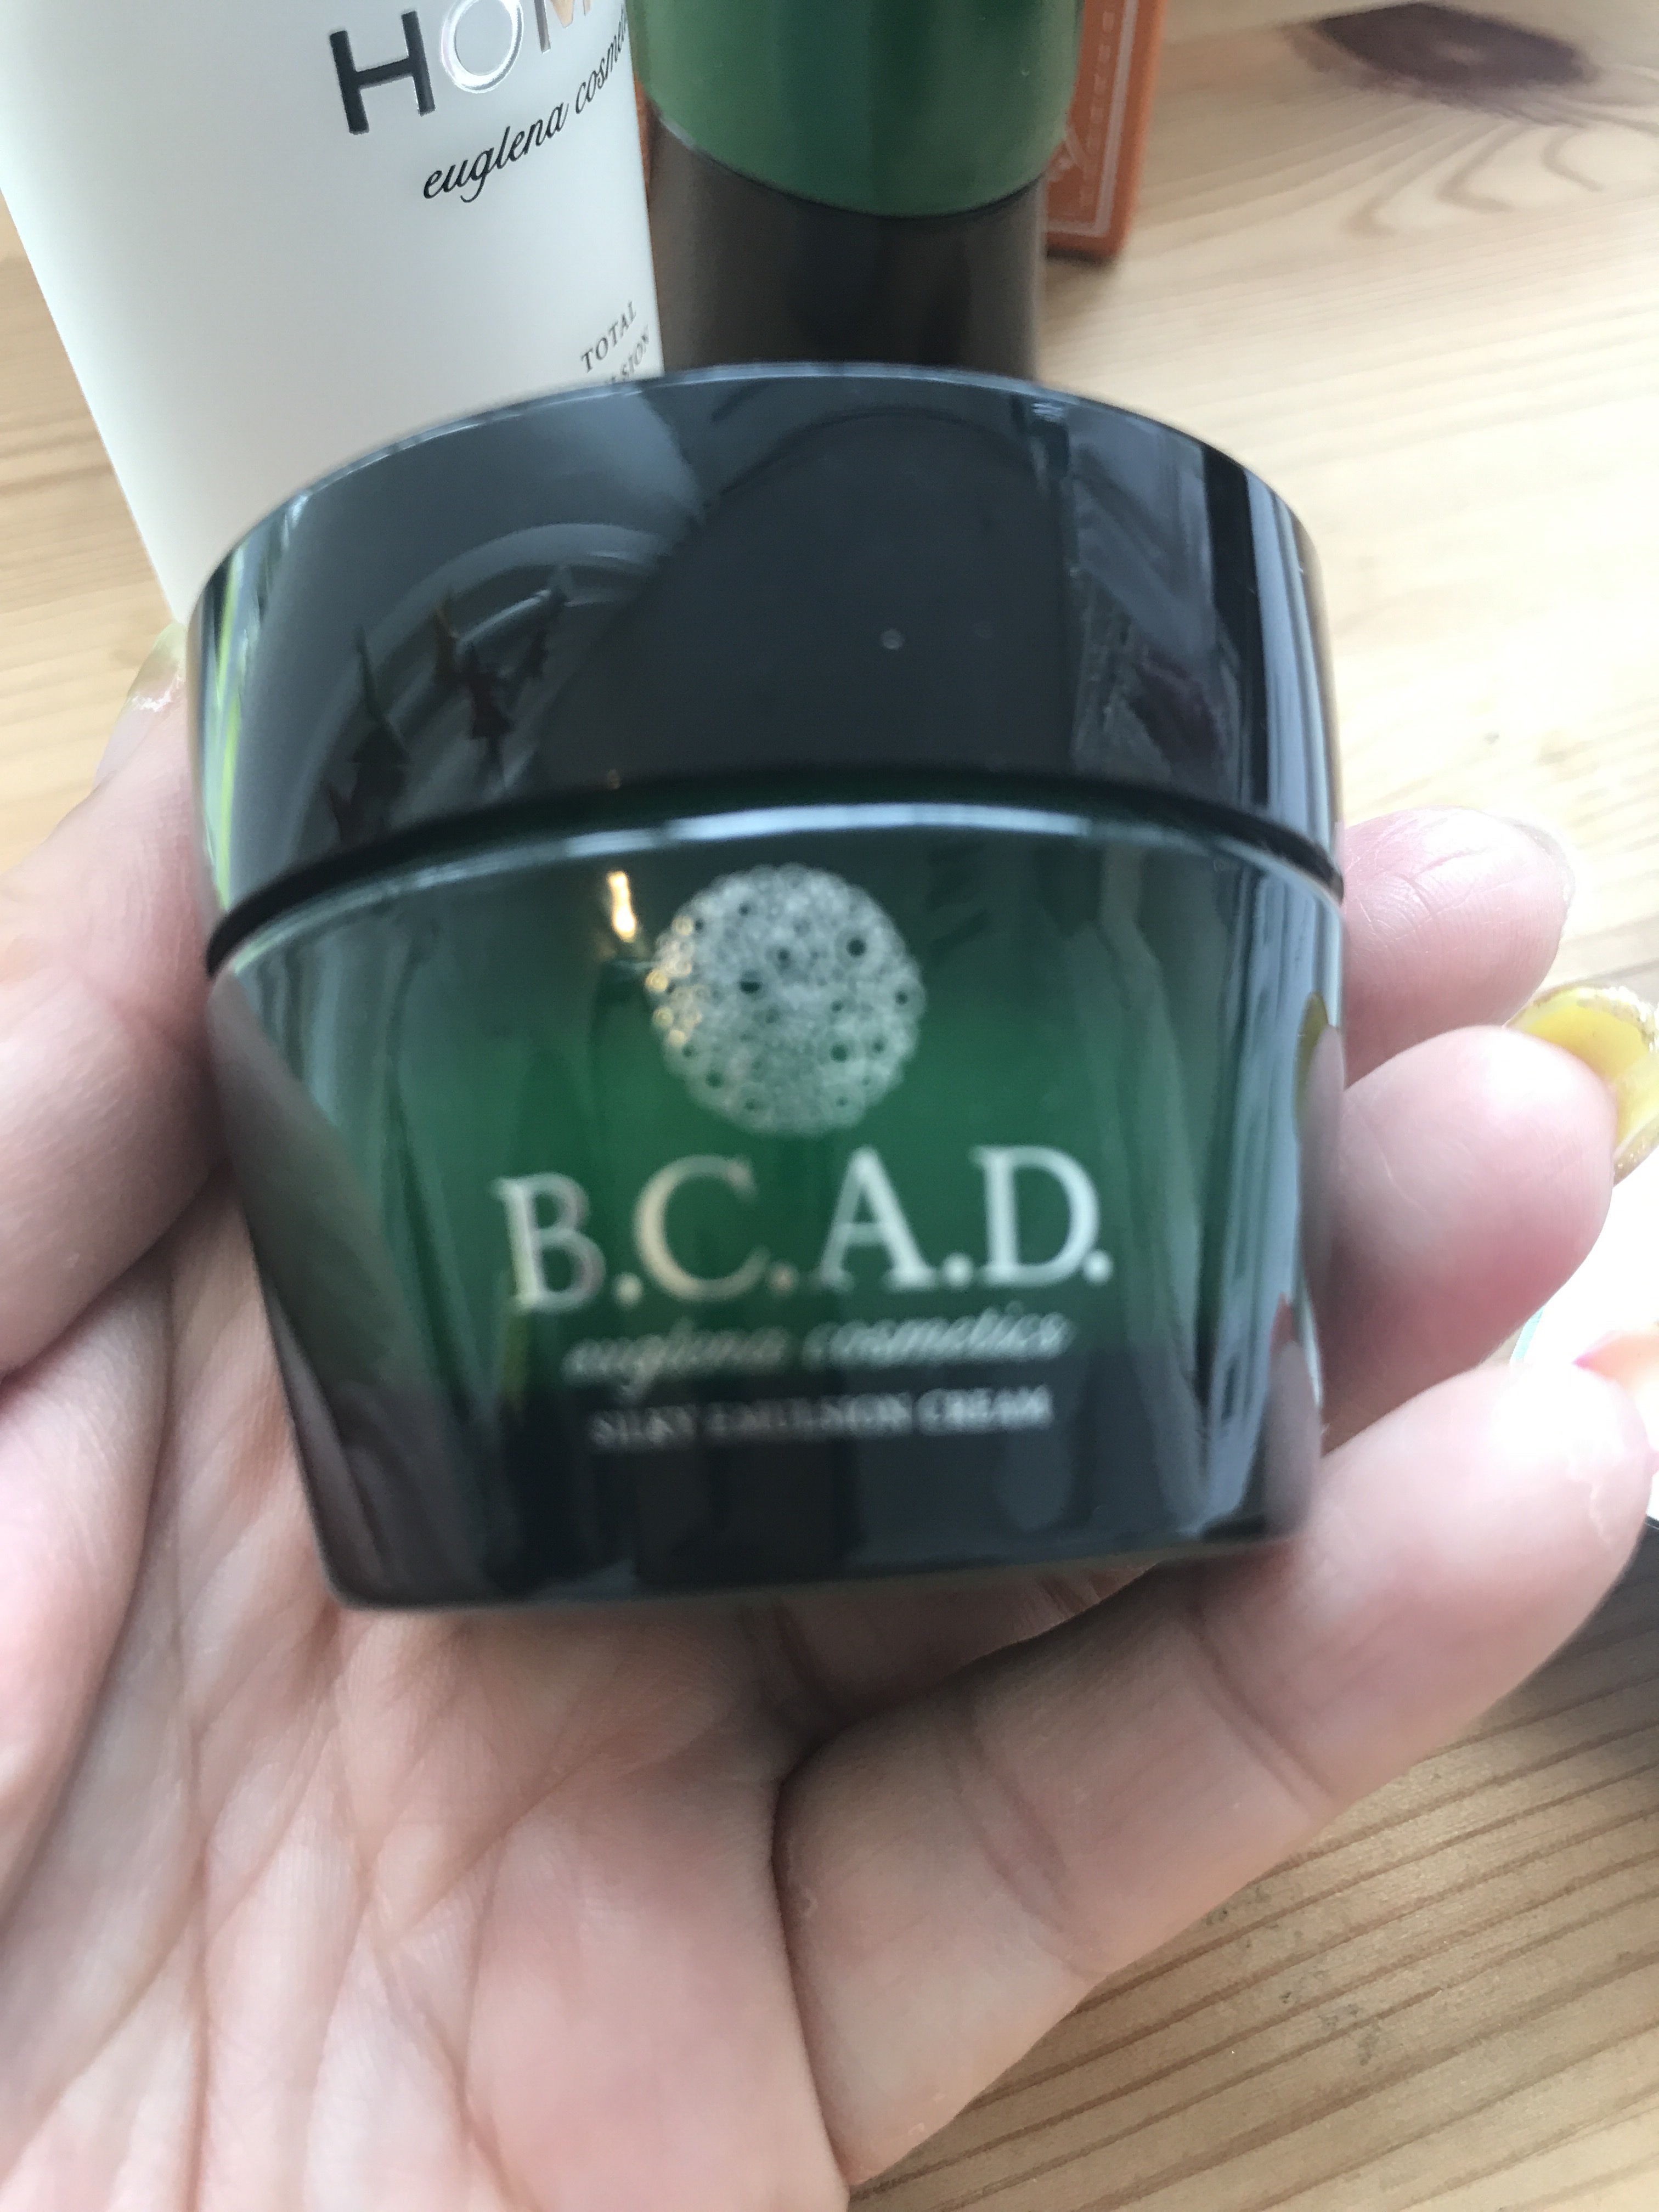 HOM
euglena cosme
TOTAL
B.C.A.D.
euglena cosmetics
SILKY EMULSION CREAM